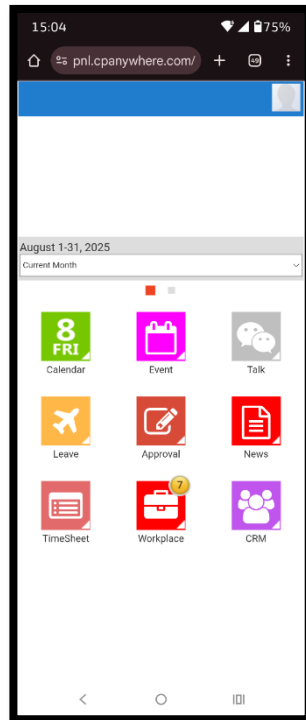 15:04
75%
pnl.cpanywhere.com/
49
August 1-31, 2025
Current Month
8
FRI
Calendar
Event
Talk
Leave
Approval
News
7
TimeSheet
Workplace
CRM